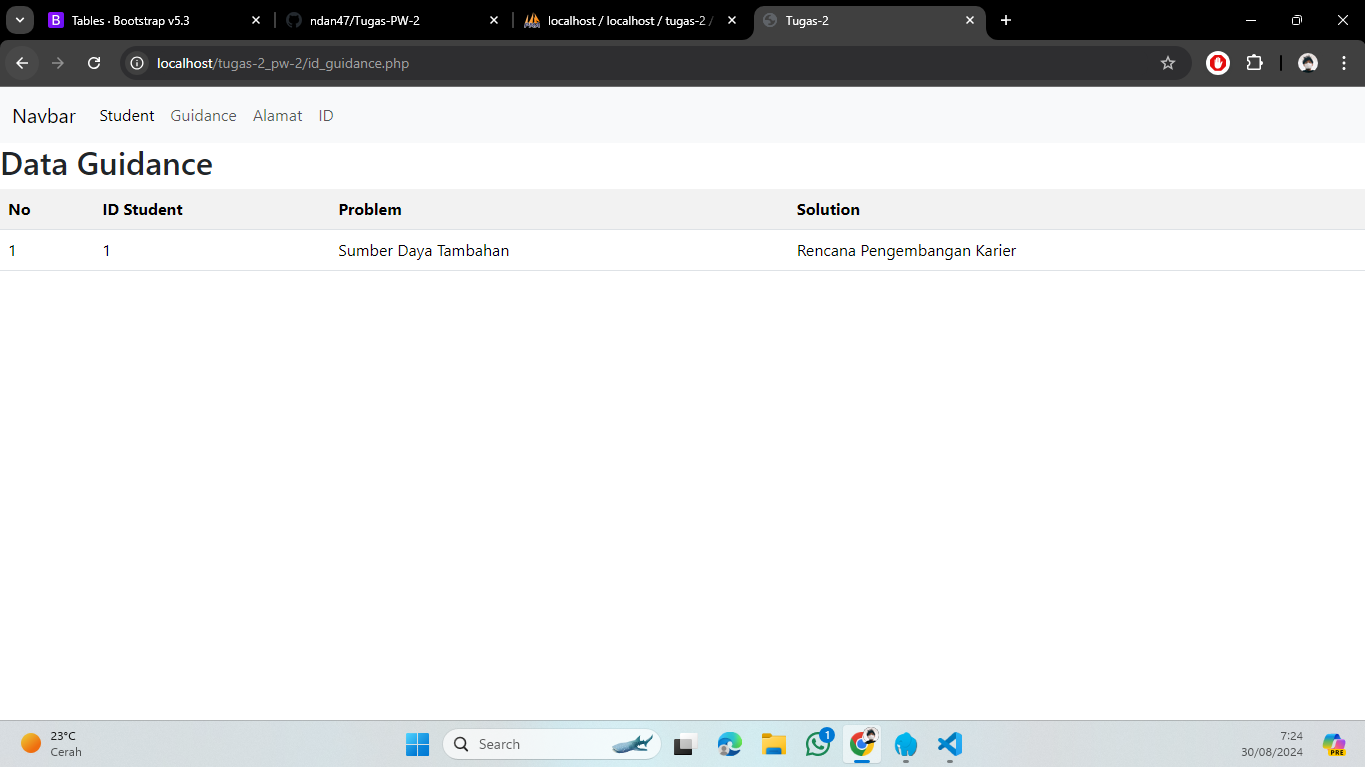 Tables · Bootstrap v5.3
ndan47/Tugas-PW-2
localhost / localhost / tugas-2 /
Tugas-2
localhost/tugas-2_pw-2/id_guidance.php
Navbar Student Guidance Alamat ID
Data Guidance
No ID Student Problem Solution
1 1 Sumber Daya Tambahan Rencana Pengembangan Karier
23°C
Cerah
Search
1
7:24
30/08/2024
PRE